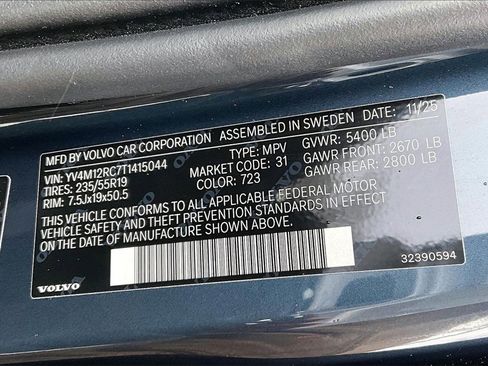 MFD BY VOLVO CAR CORPORATION ASSEMBLED IN SWEDEN DATE: 11/25
VIN: YV4M12RC7T1415044 TYPE: MPV GVWR: 5400 LB
TIRES: 235/55R19 MARKET CODE: 31 GAWR FRONT: 2670 LB
RIM: 7.5Jx19x50.5 COLOR: 723 GAWR REAR: 2800 LB
THIS VEHICLE CONFORMS TO ALL APPLICABLE FEDERAL MOTOR
VEHICLE SAFETY AND THEFT PREVENTION STANDARDS IN EFFECT
ON THE DATE OF MANUFACTURE SHOWN ABOVE.
VOLVO 32390594